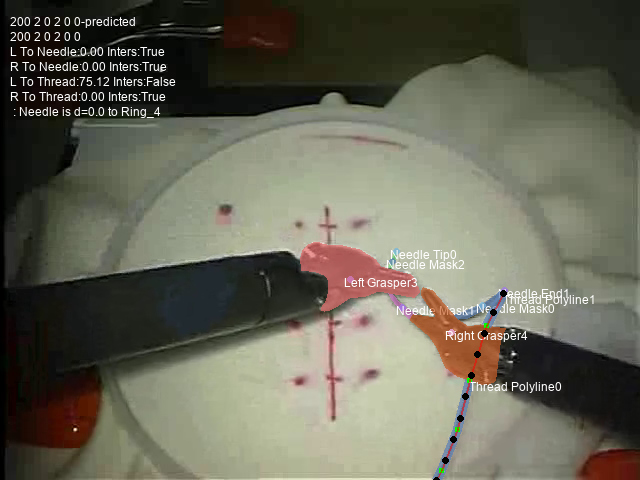 200 2 0 2 0 0-predicted
200 2 0 2 0 0
L To Needle:0.00 Inters:True
R To Needle:0.00 Inters:True
L To Thread:75.12 Inters:False
R To Thread:0.00 Inters:True
: Needle is d=0.0 to Ring_4
Needle Tip0
Needle Mask2
Left Grasper3
Needle End1
Thread Polyline1
Needle Mask1
Needle Mask0
Right Grasper4
Thread Polyline0